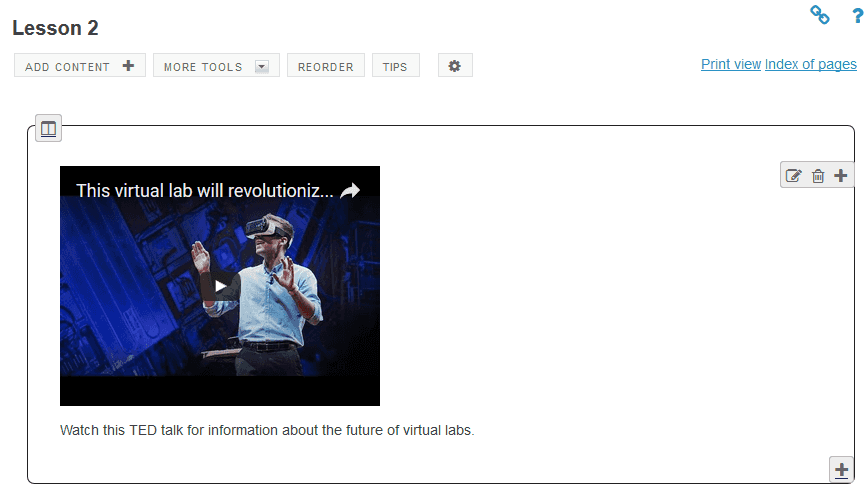 Lesson 2
ADD CONTENT
MORE TOOLS
REORDER
TIPS
Print view Index of pages
This virtual lab will revolutioniz...
Watch this TED talk for information about the future of virtual labs.